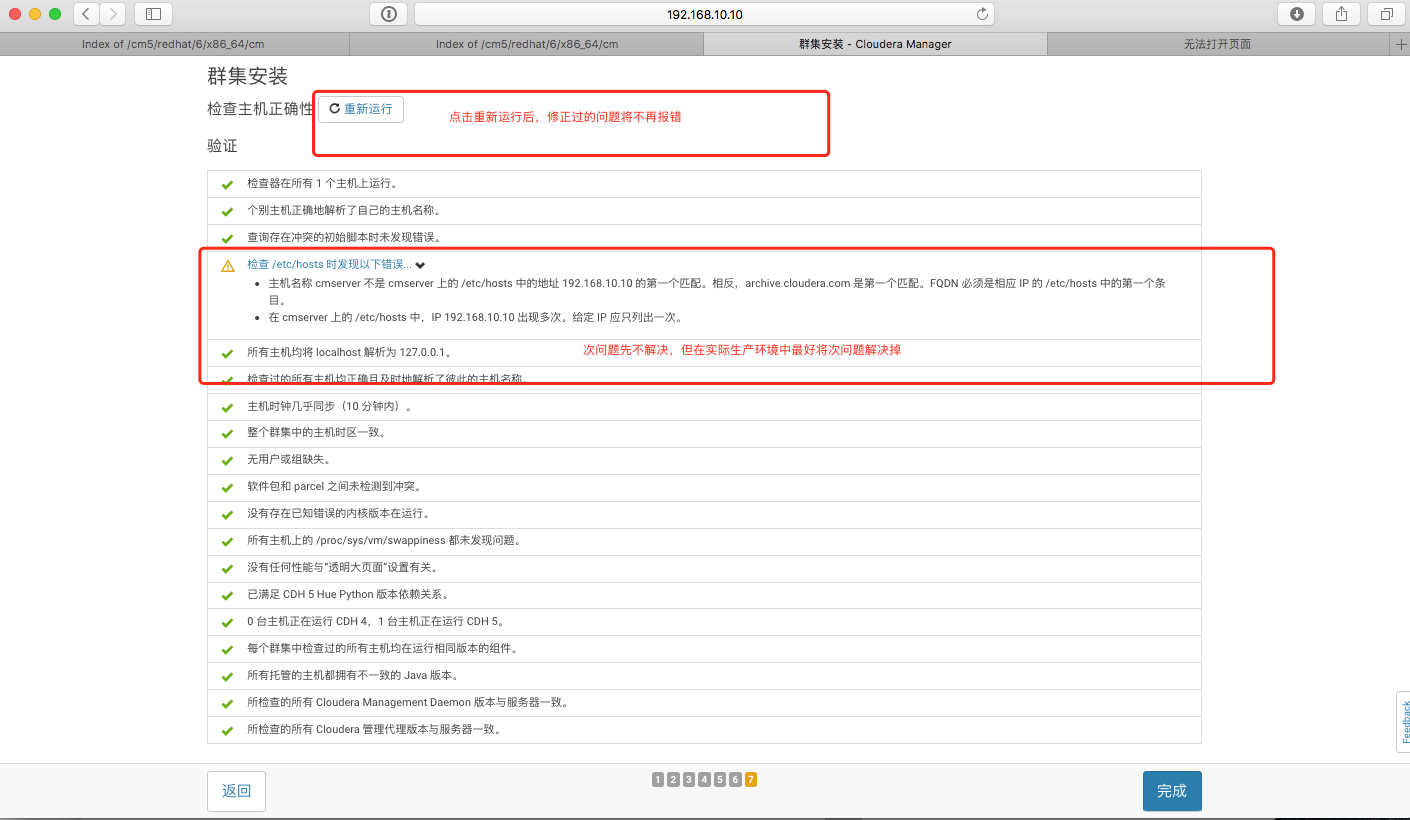 192.168.10.10
Index of /cm5/redhat/6/x86_64/cm
Index of /cm5/redhat/6/x86_64/cm
群集安装 - Cloudera Manager
无法打开页面
群集安装
检查主机正确性
重新运行
点击重新运行后，修正过的问题将不再报错
验证
检查器在所有 1 个主机上运行。
个别主机正确地解析了自己的主机名称。
查询存在冲突的初始脚本时未发现错误。
检查 /etc/hosts 时发现以下错误...
主机名称 cmserver 不是 cmserver 上的 /etc/hosts 中的地址 192.168.10.10 的第一个匹配。相反，archive.cloudera.com 是第一个匹配。FQDN 必须是相应 IP 的 /etc/hosts 中的第一个条
目。
在 cmserver 上的 /etc/hosts 中，IP 192.168.10.10 出现多次。给定 IP 应只列出一次。
所有主机均将 localhost 解析为 127.0.0.1。
次问题先不解决，但在实际生产环境中最好将次问题解决掉
检查过的所有主机均正确且及时地解析了彼此的主机名称。
主机时钟几乎同步（10 分钟内）。
整个群集中的主机时区一致。
无用户或组缺失。
软件包和 parcel 之间未检测到冲突。
没有存在已知错误的内核版本在运行。
所有主机上的 /proc/sys/vm/swappiness 都未发现问题。
没有任何性能与“透明大页面”设置有关。
已满足 CDH 5 Hue Python 版本依赖关系。
0 台主机正在运行 CDH 4，1 台主机正在运行 CDH 5。
每个群集中检查过的所有主机均在运行相同版本的组件。
所有托管的主机都拥有不一致的 Java 版本。
所检查的所有 Cloudera Management Daemon 版本与服务器一致。
所检查的所有 Cloudera 管理代理版本与服务器一致。
Feedback
返回
1 2 3 4 5 6 7
完成